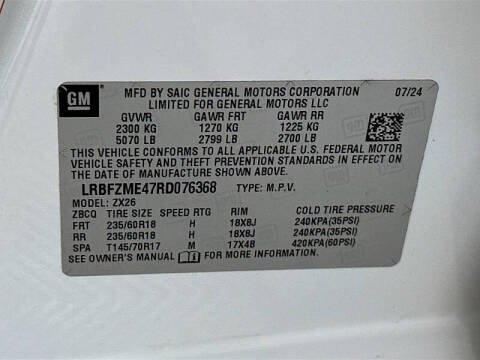 GM
MFD BY SAIC GENERAL MOTORS CORPORATION 07/24
LIMITED FOR GENERAL MOTORS LLC
GVWR GAWR FRT GAWR RR
2300 KG 1270 KG 1225 KG
5070 LB 2799 LB 2700 LB
THIS VEHICLE CONFORMS TO ALL APPLICABLE U.S. FEDERAL MOTOR
VEHICLE SAFETY AND THEFT PREVENTION STANDARDS IN EFFECT ON
THE DATE OF MANUFACTURE SHOWN ABOVE.
LRBFZME47RD076368 TYPE: M.P.V.
MODEL: ZX26
ZBCQ TIRE SIZE SPEED RTG RIM COLD TIRE PRESSURE
FRT 235/60R18 H 18X8J 240KPA(35PSI)
RR 235/60R18 H 18X8J 240KPA(35PSI)
SPA T145/70R17 M 17X4B 420KPA(60PSI)
SEE OWNER'S MANUAL FOR MORE INFORMATION.